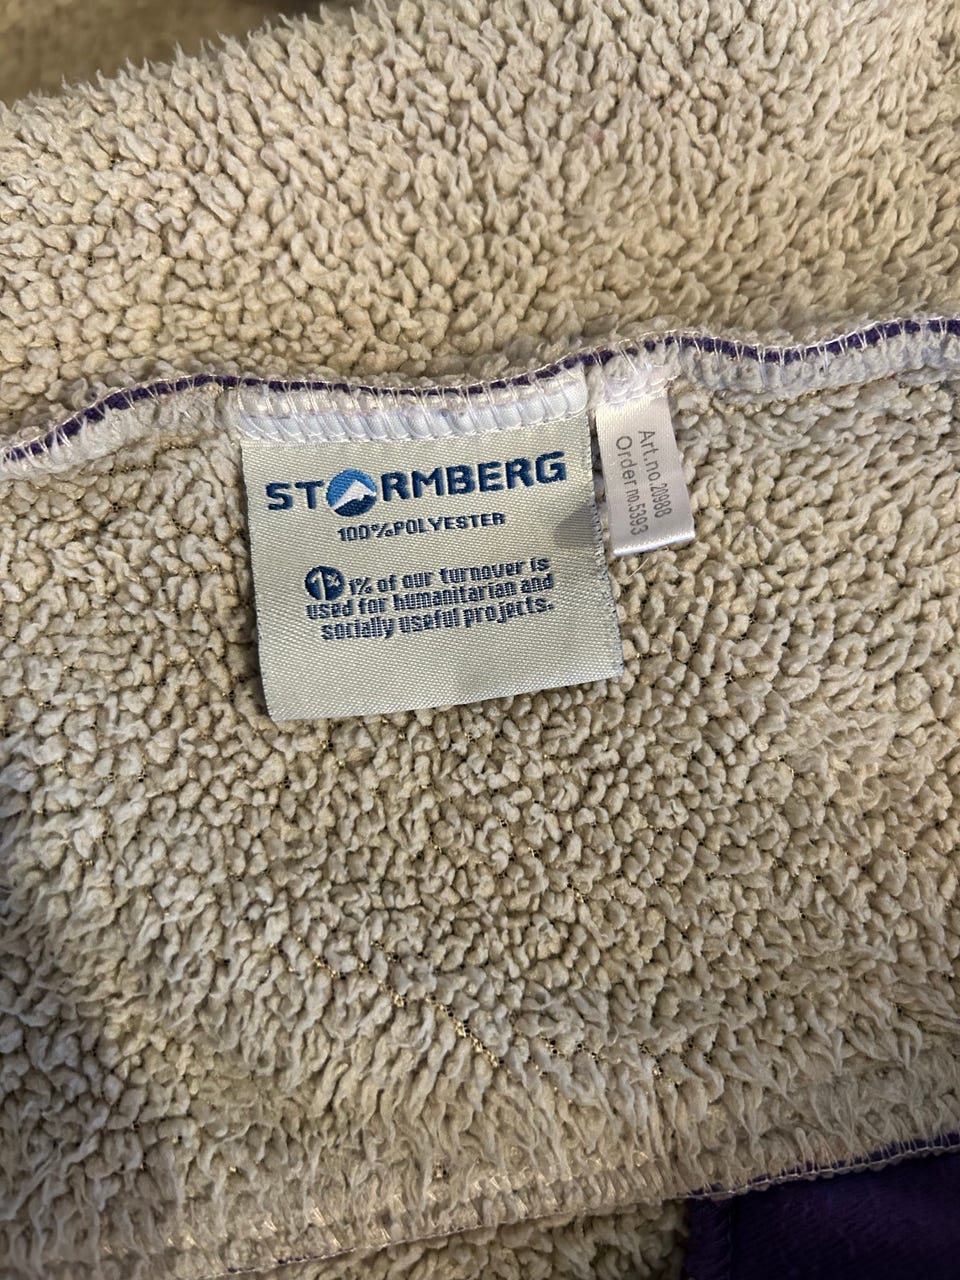 STORMBERG
100%POLYESTER
1% 1% of our turnover is
used for humanitarian and
socially useful projects.
Art.no.20988
Order no.5393